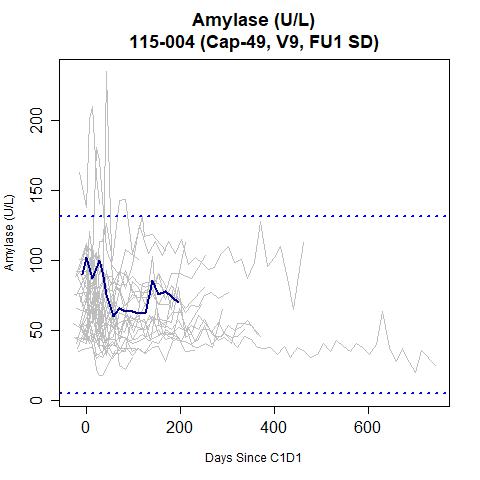 Amylase (U/L)
115-004 (Cap-49, V9, FU1 SD)
Amylase (U/L)
200
150
100
50
0
0 200 400 600
Days Since C1D1